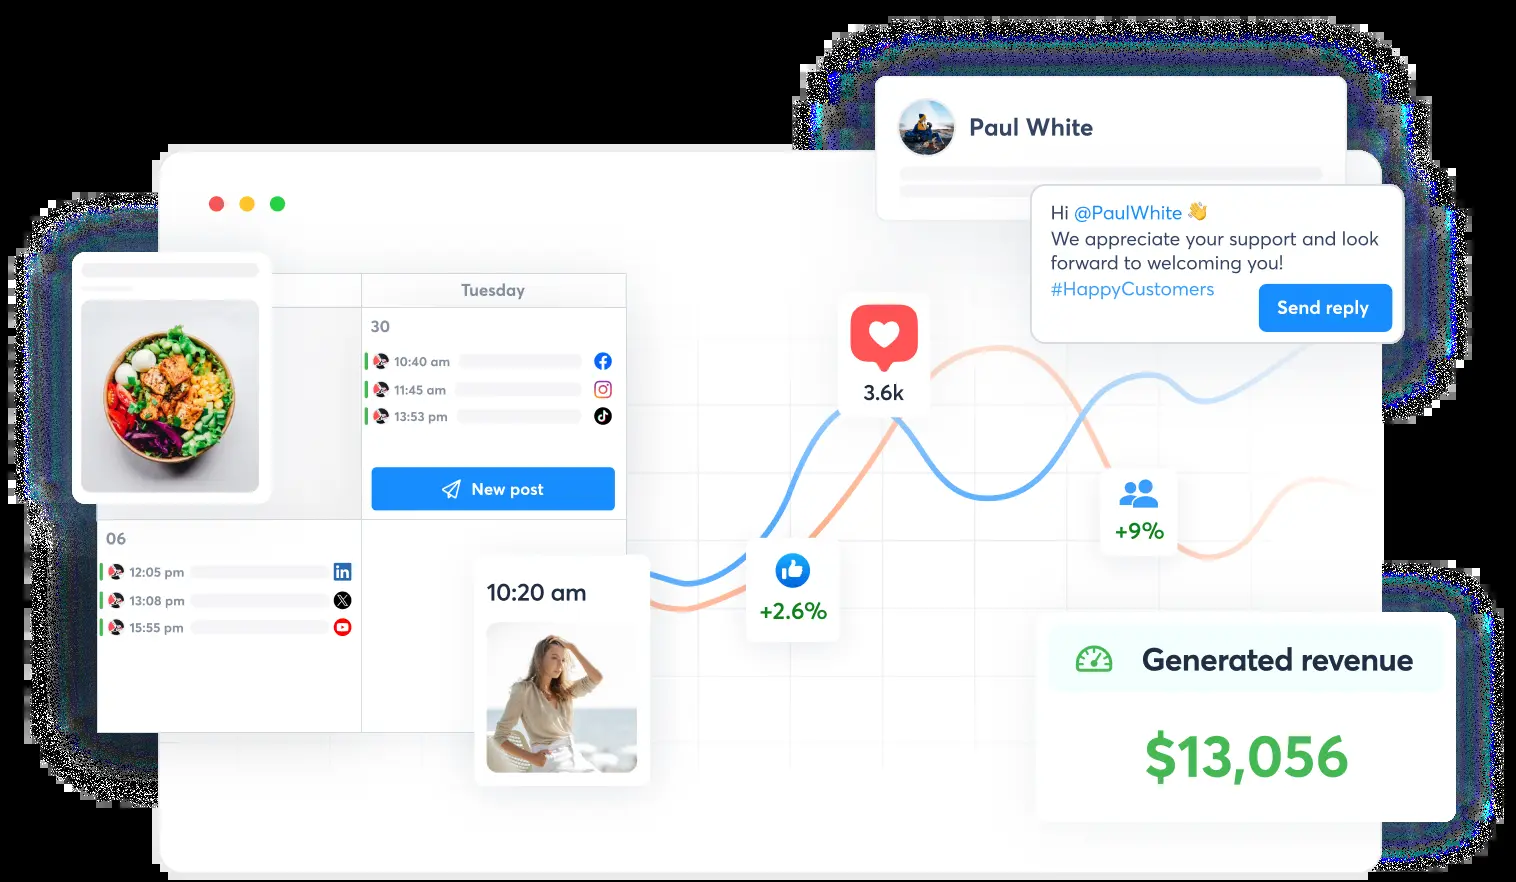 Paul White
Hi @PaulWhite 👋
We appreciate your support and look
forward to welcoming you!
#HappyCustomers
Send reply
Tuesday
30
10:40 am
11:45 am
13:53 pm
New post
06
12:05 pm
13:08 pm
15:55 pm
10:20 am
3.6k
+2.6%
+9%
Generated revenue
$13,056